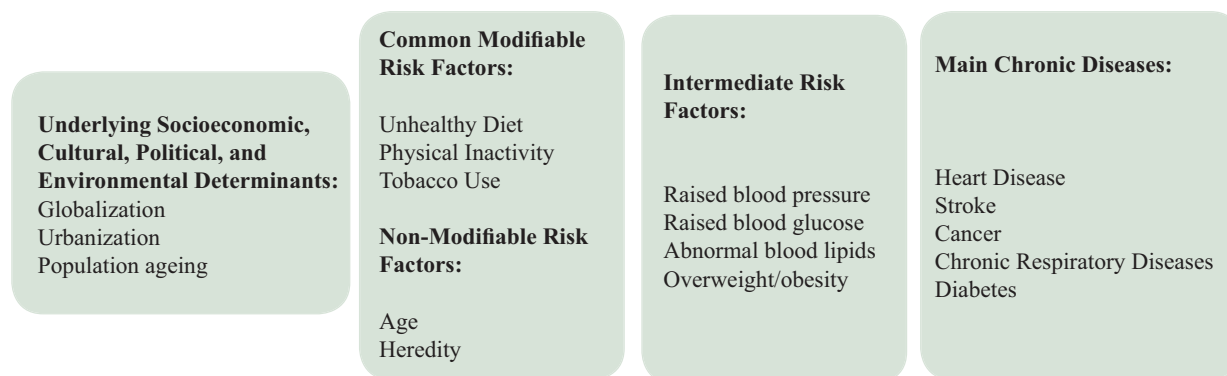 Underlying Socioeconomic,
Cultural, Political, and
Environmental Determinants:
Globalization
Urbanization
Population ageing
Common Modifiable
Risk Factors:
Unhealthy Diet
Physical Inactivity
Tobacco Use
Non-Modifiable Risk
Factors:
Age
Heredity
Intermediate Risk
Factors:
Raised blood pressure
Raised blood glucose
Abnormal blood lipids
Overweight/obesity
Main Chronic Diseases:
Heart Disease
Stroke
Cancer
Chronic Respiratory Diseases
Diabetes